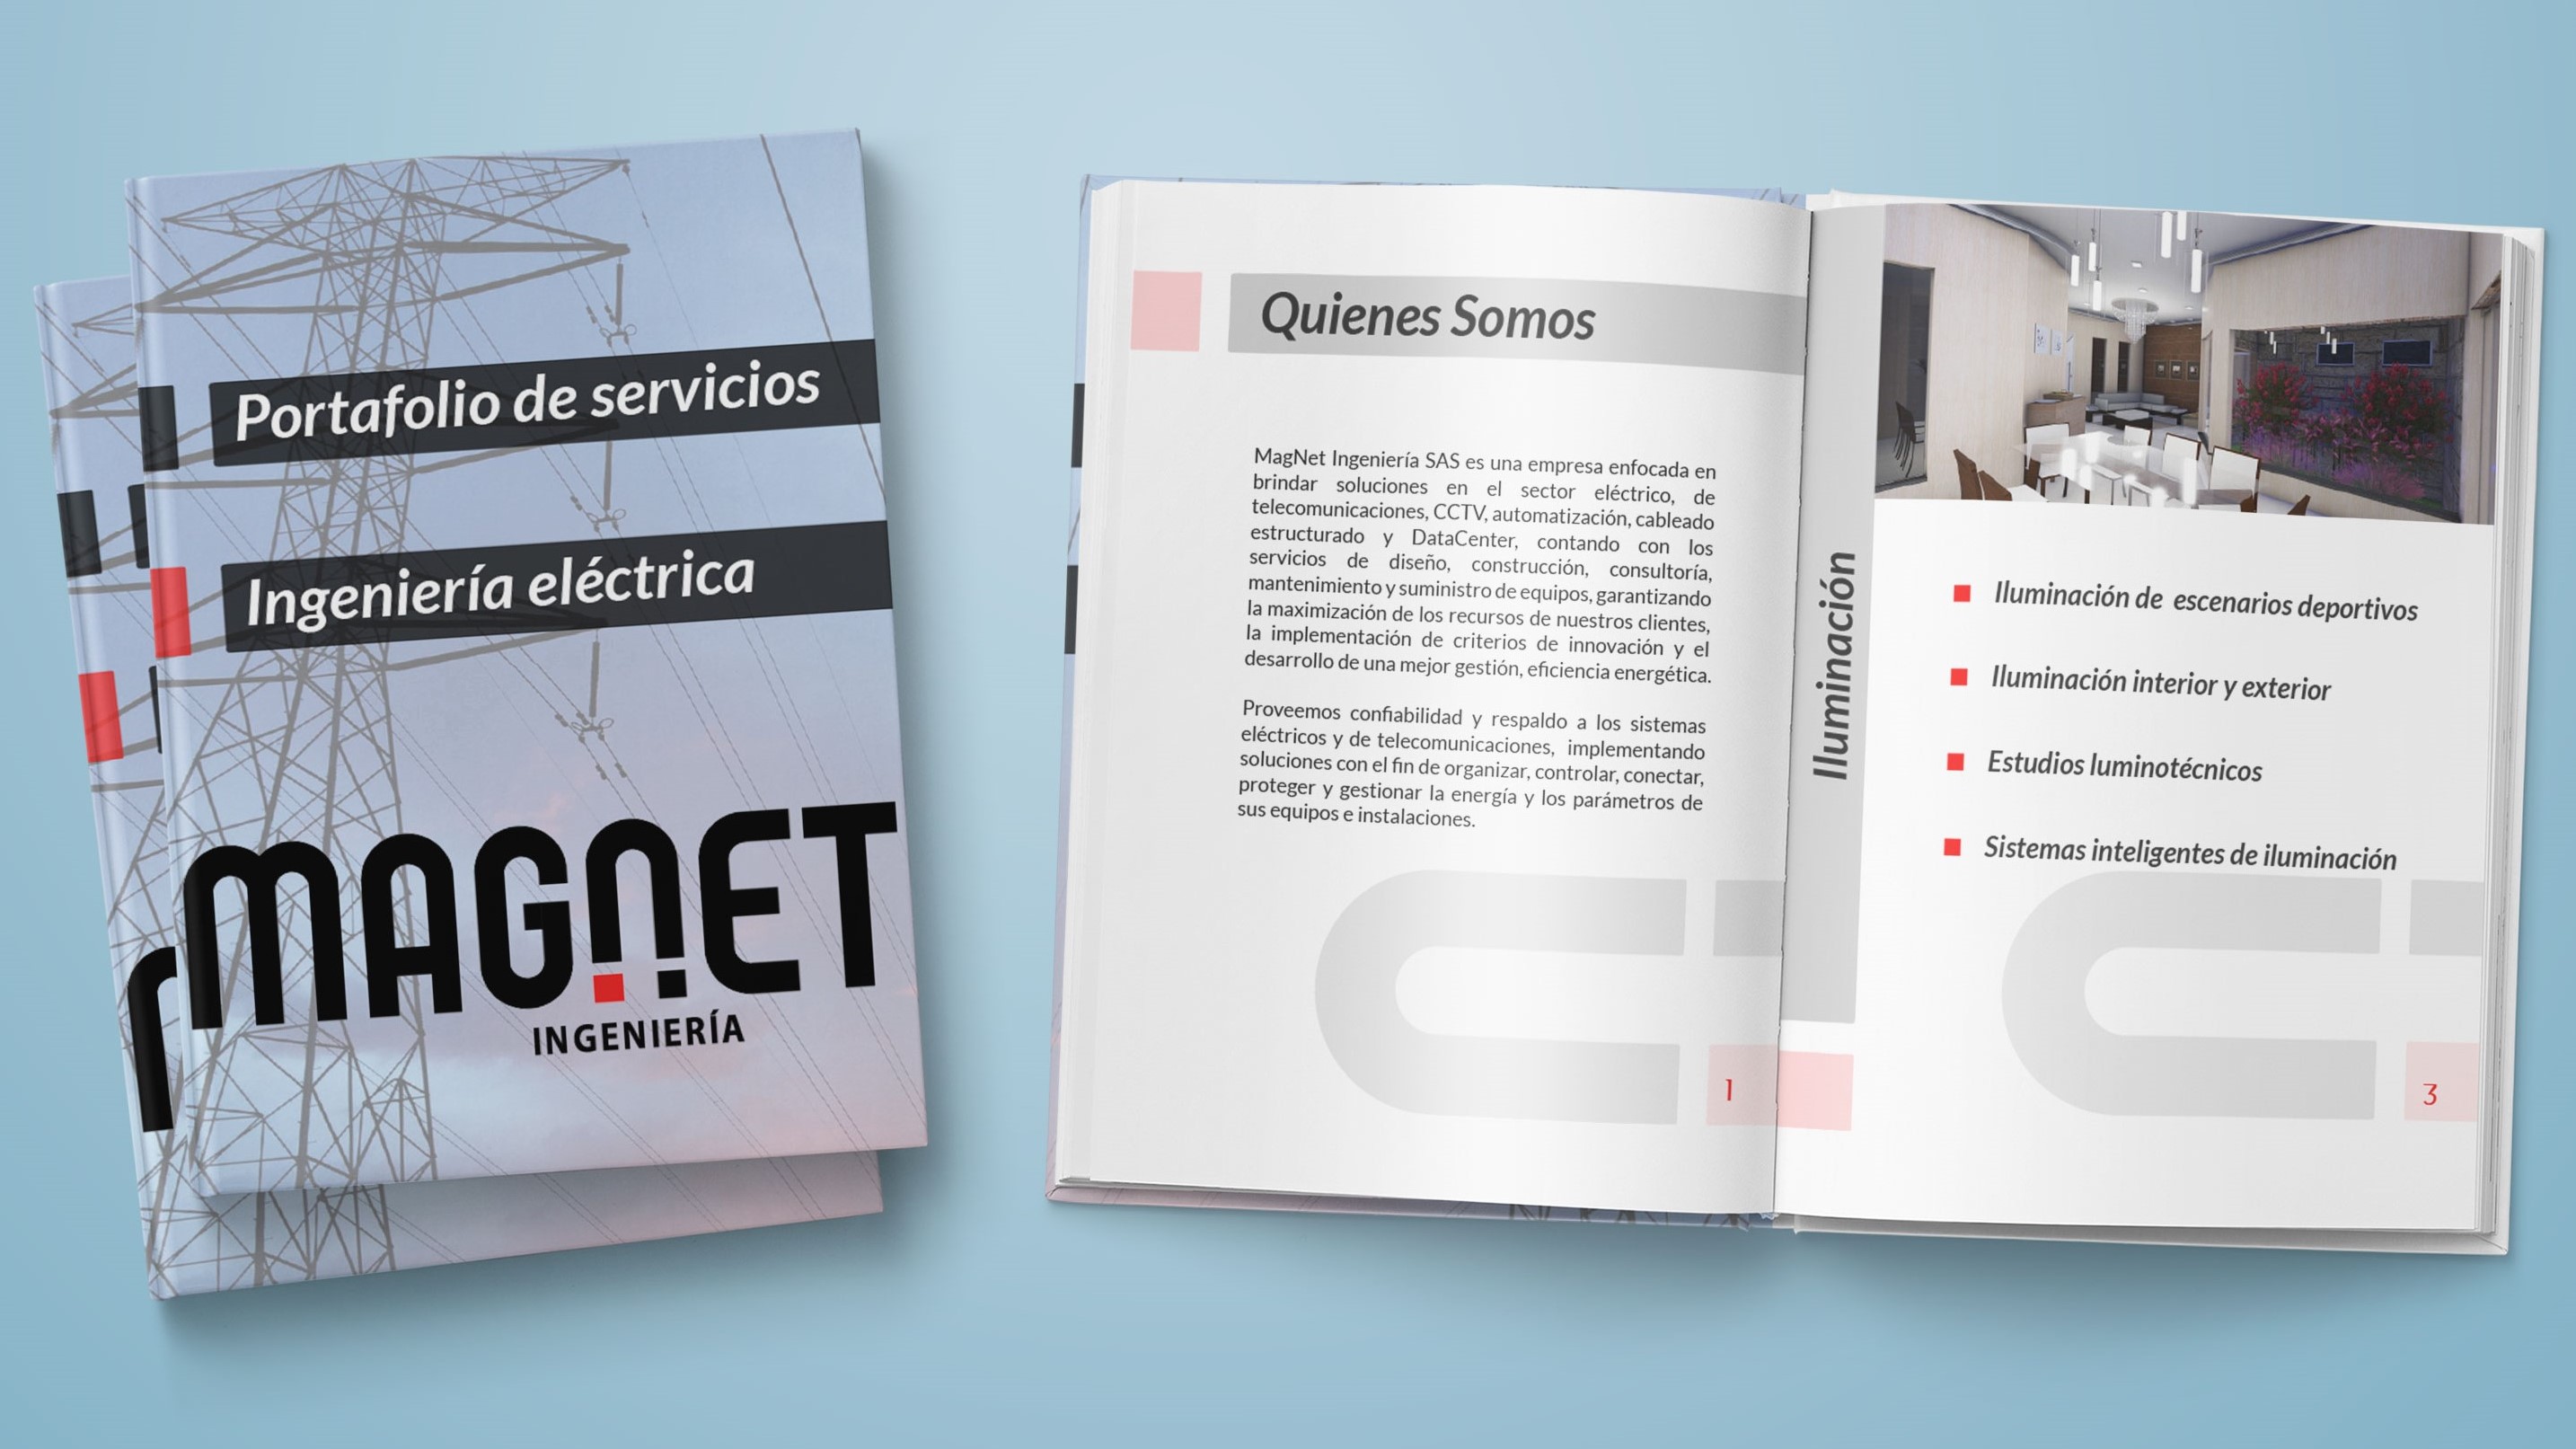 Portafolio de servicios
Ingeniería eléctrica
MAGNET
INGENIERÍA
Quienes Somos
MagNet Ingeniería SAS es una empresa enfocada en
brindar soluciones en el sector eléctrico, de
telecomunicaciones, CCTV, automatización, cableado
estructurado y DataCenter, contando con los
servicios de diseño, construcción, consultoría,
mantenimiento y suministro de equipos, garantizando
la maximización de los recursos de nuestros clientes,
la implementación de criterios de innovación y el
desarrollo de una mejor gestión, eficiencia energética.
Proveemos confiabilidad y respaldo a los sistemas
eléctricos y de telecomunicaciones, implementando
soluciones con el fin de organizar, controlar, conectar,
proteger y gestionar la energía y los parámetros de
sus equipos e instalaciones.
1
Iluminación
Iluminación de escenarios deportivos
Iluminación interior y exterior
Estudios luminotécnicos
Sistemas inteligentes de iluminación
3